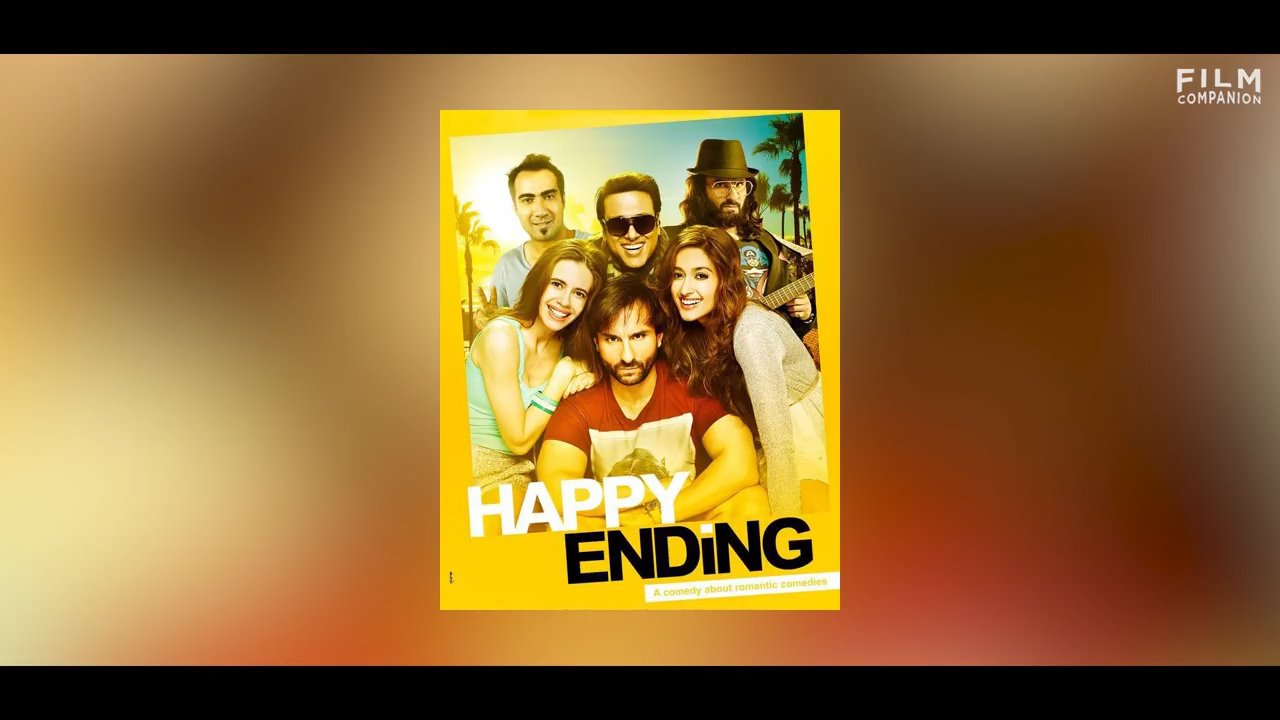 FILM
COMPANION
HAPPY
ENDiNG
A comedy about romantic comedies